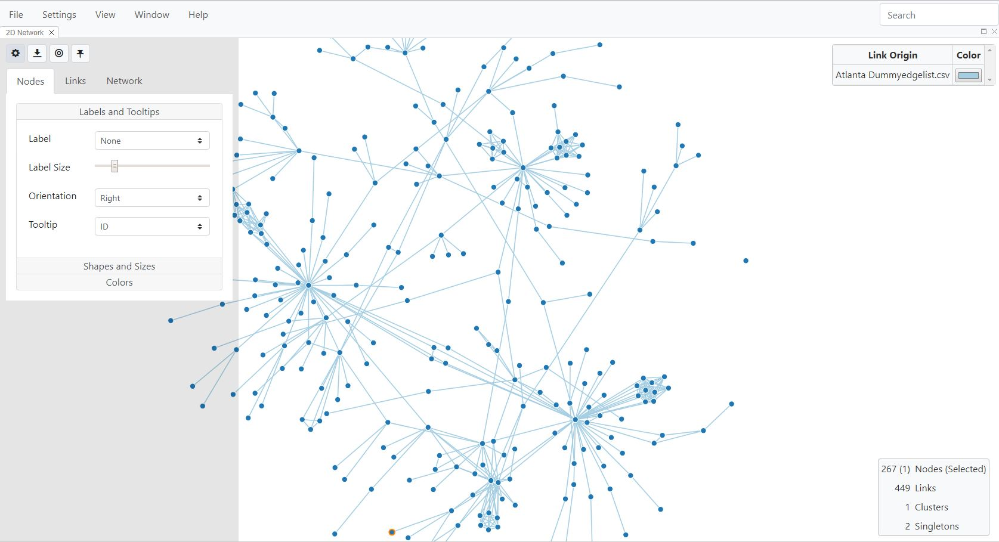 File Settings View Window Help Search
2D Network
Link Origin Color
Atlanta Dummyedgelist.csv
Nodes Links Network
Labels and Tooltips
Label None
Label Size
Orientation Right
Tooltip ID
Shapes and Sizes
Colors
267 (1) Nodes (Selected)
449 Links
1 Clusters
2 Singletons